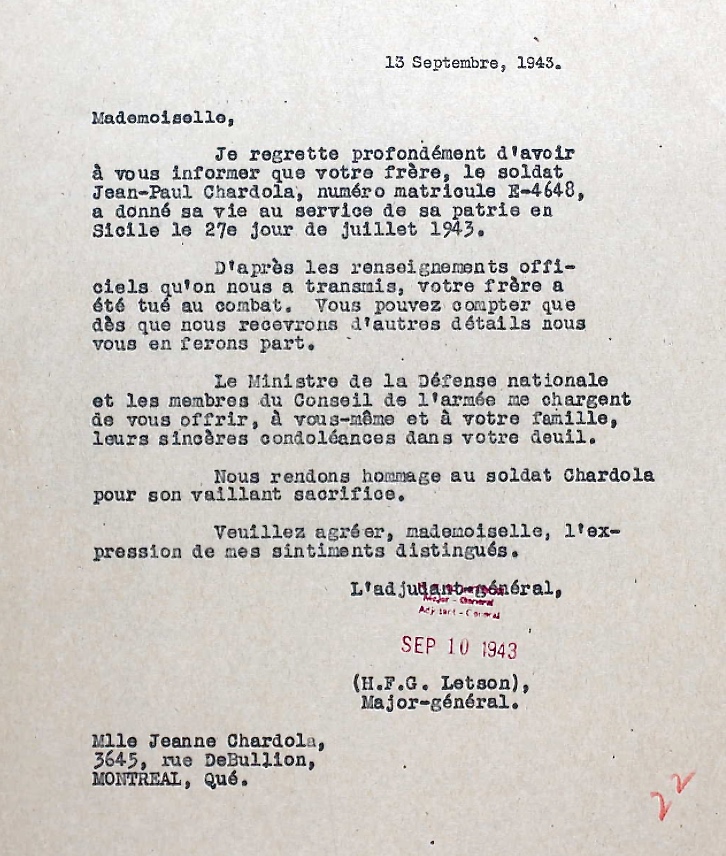 13 Septembre, 1943.
Mademoiselle,
Je regrette profondément d'avoir
à vous informer que votre frère, le soldat
Jean-Paul Chardola, numéro matricule E-4648,
a donné sa vie au service de sa patrie en
Sicile le 27e jour de juillet 1943.
D'après les renseignements offi-
ciels qu'on nous a transmis, votre frère a
été tué au combat. Vous pouvez compter que
dès que nous recevrons d'autres détails nous
vous en ferons part.
Le Ministre de la Défense nationale
et les membres du Conseil de l'armée me chargent
de vous offrir, à vous-même et à votre famille,
leurs sincères condoléances dans votre deuil.
Nous rendons hommage au soldat Chardola
pour son vaillant sacrifice.
Veuillez agréer, mademoiselle, l'ex-
pression de mes sintiments distingués.
L'adjudant-général,
Major - General
Adjutant - General
SEP 10 1943
(H.F.G. Letson),
Major-général.
Mlle Jeanne Chardola,
3645, rue DeBullion,
MONTREAL, Qué.
22